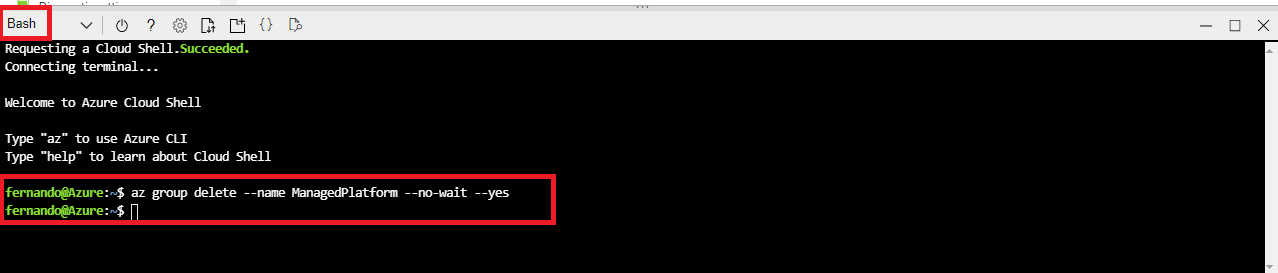 Bash
Requesting a Cloud Shell.Succeeded.
Connecting terminal...
Welcome to Azure Cloud Shell
Type "az" to use Azure CLI
Type "help" to learn about Cloud Shell
fernando@Azure:~$ az group delete --name ManagedPlatform --no-wait --yes
fernando@Azure:~$